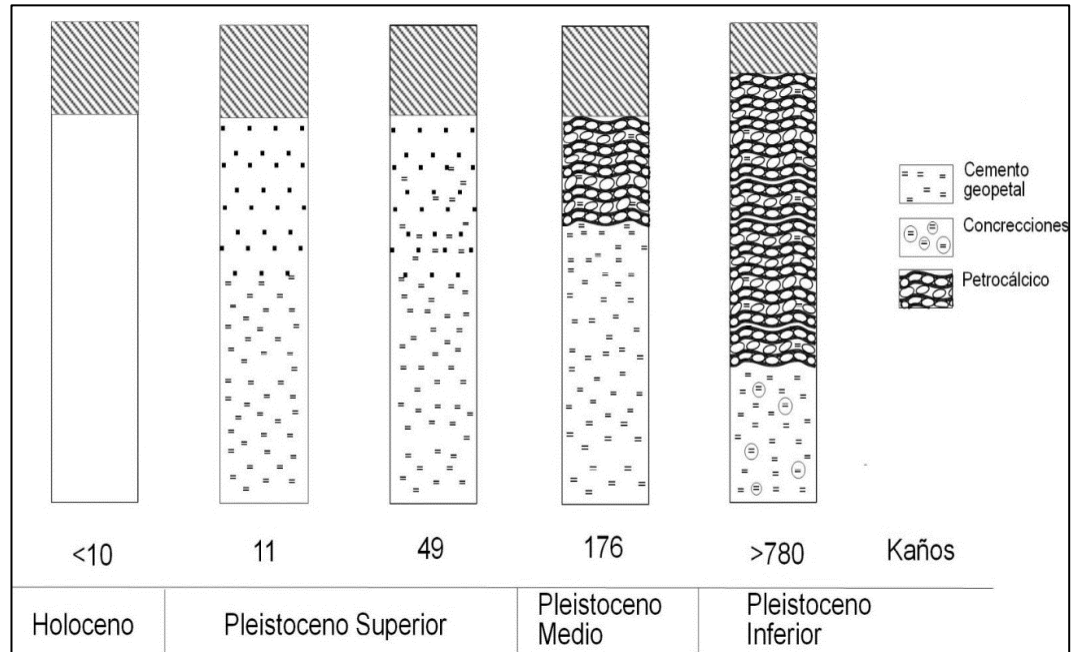 Cemento
geopetal
Concrecciones
Petrocálcico
<10 11 49 176 >780 Kaños
Holoceno
Pleistoceno Superior
Pleistoceno
Medio
Pleistoceno
Inferior